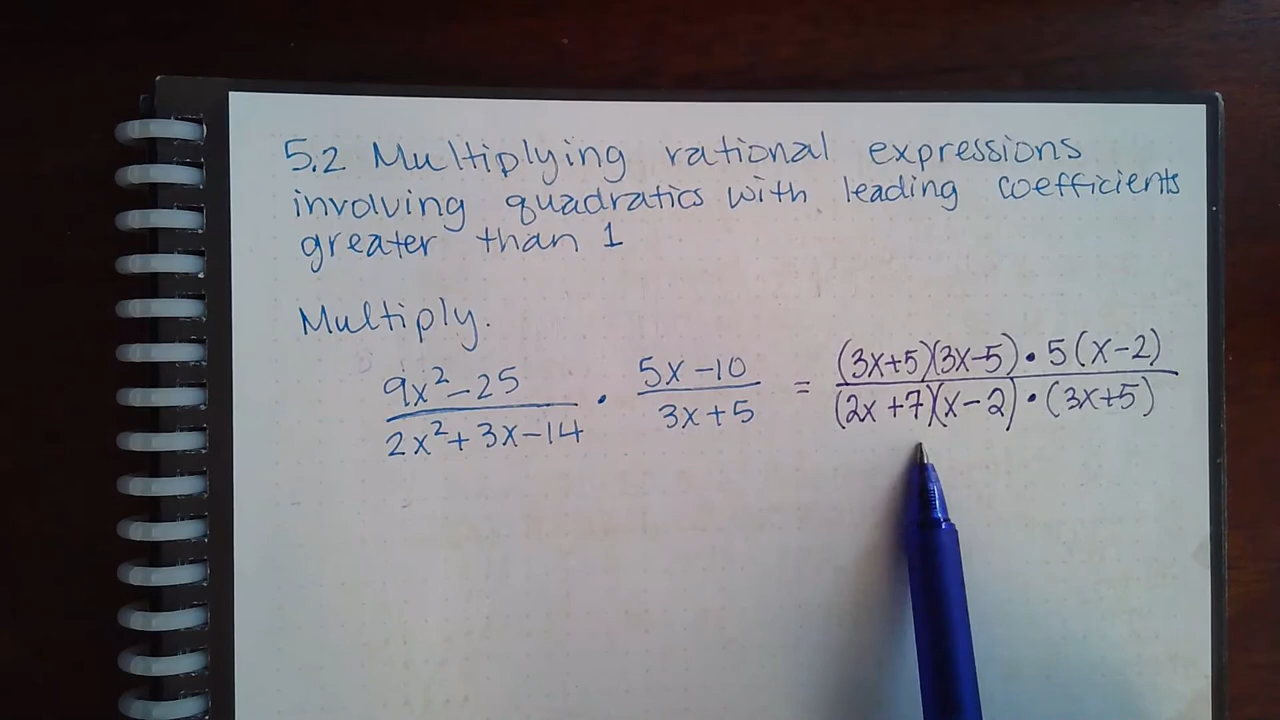 5.2 Multiplying rational expressions
involving quadratics with leading coefficients
greater than 1
Multiply.
9x² - 25 / 2x² + 3x - 14 • 5x - 10 / 3x + 5 = (3x+5)(3x-5) • 5(x-2) / (2x+7)(x-2) • (3x+5)